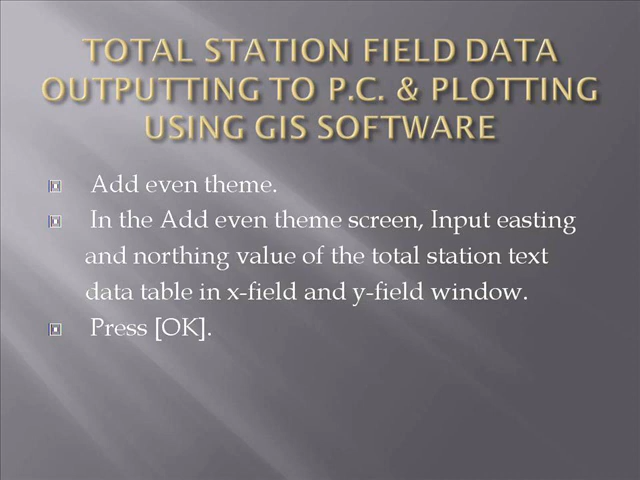 TOTAL STATION FIELD DATA
OUTPUTTING TO P.C. & PLOTTING
USING GIS SOFTWARE
Add even theme.
In the Add even theme screen, Input easting
and northing value of the total station text
data table in x-field and y-field window.
Press [OK].